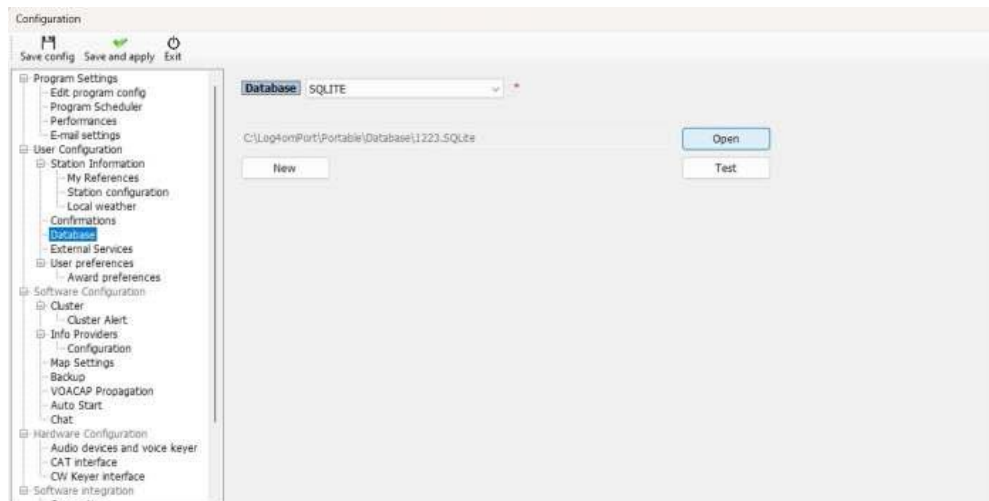 Configuration
Save config Save and apply Exit
Program Settings
Edit program config
Program Scheduler
Performances
E-mail settings
User Configuration
Station Information
My References
Station configuration
Local weather
Confirmations
Database
External Services
User preferences
Award preferences
Software Configuration
Cluster
Cluster Alert
Info Providers
Configuration
Map Settings
Backup
VOACAP Propagation
Auto Start
Chat
Hardware Configuration
Audio devices and voice keyer
CAT interface
CW Keyer interface
Software integration
Database SQLITE *
C:\Log4omPort\Portable\Database\1223.SQLite Open
New Test